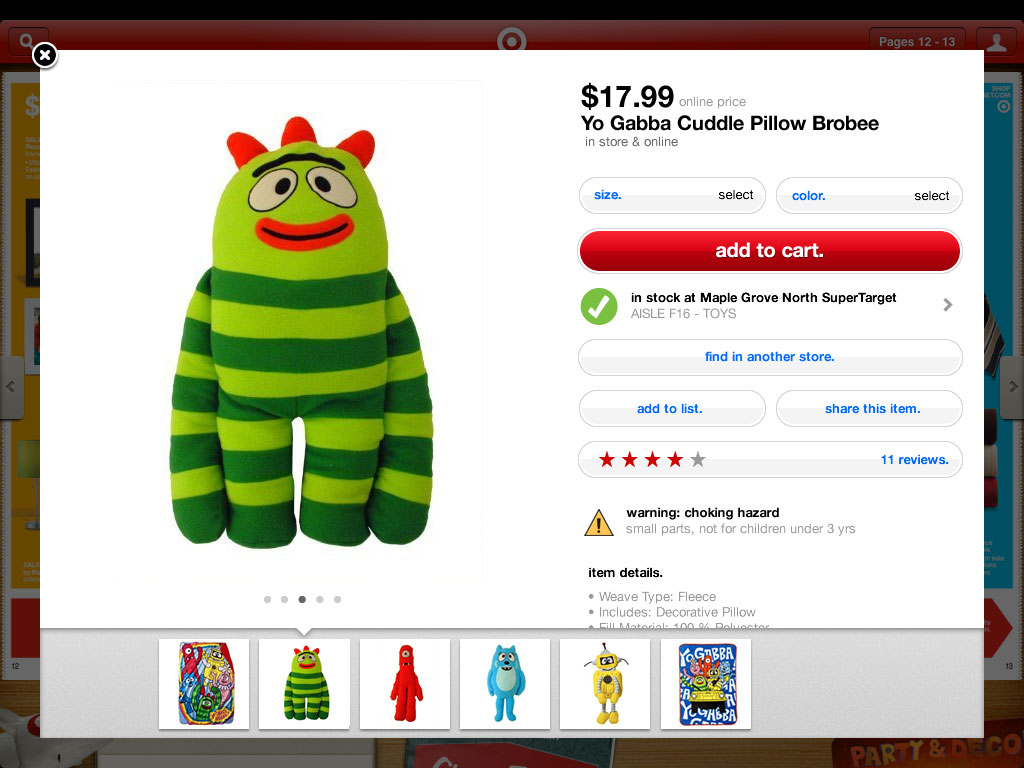 Pages 12 - 13
$17.99 online price
Yo Gabba Cuddle Pillow Brobee
in store & online
size. select
color. select
add to cart.
in stock at Maple Grove North SuperTarget
AISLE F16 - TOYS
find in another store.
add to list.
share this item.
11 reviews.
warning: choking hazard
small parts, not for children under 3 yrs
item details.
• Weave Type: Fleece
• Includes: Decorative Pillow
• Fill Material: 100 % Polyester
YO GABBA
12
13
PARTY & DECO